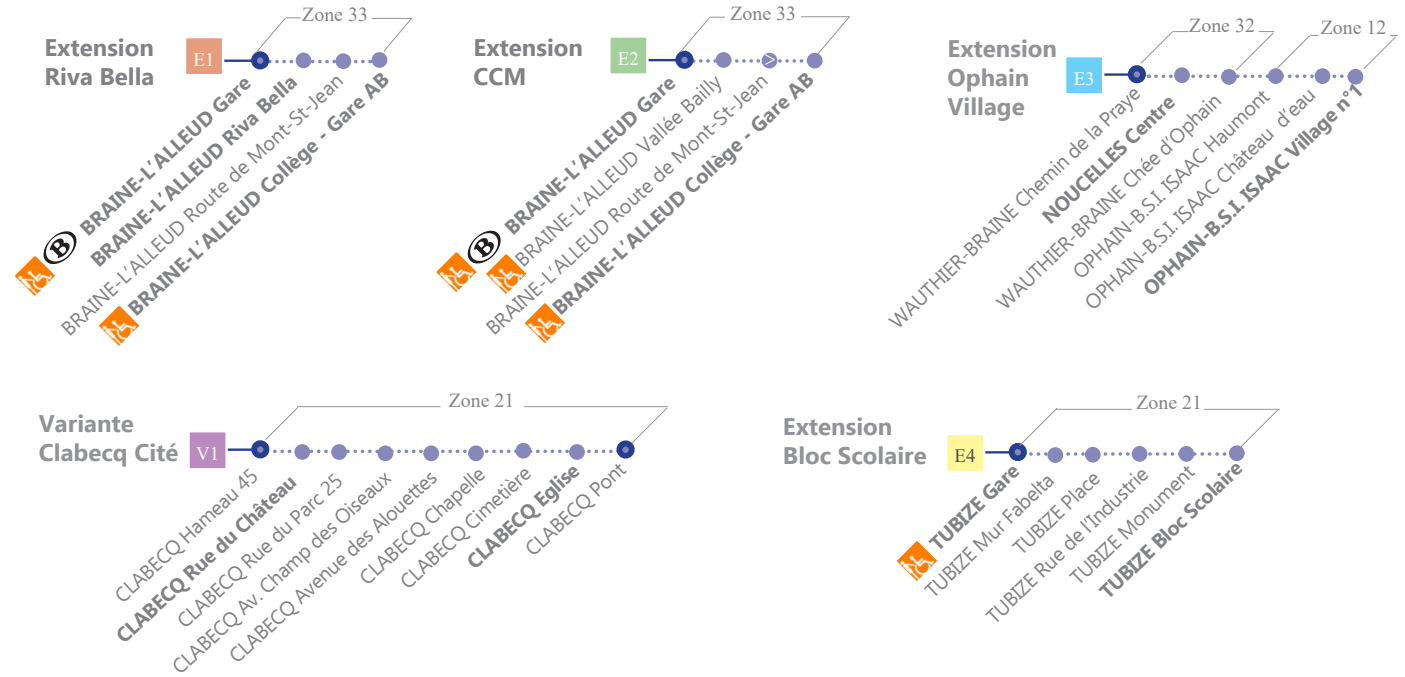 Extension
Riva Bella
E1
Zone 33
BRAINE-L'ALLEUD Gare
BRAINE-L'ALLEUD Riva Bella
BRAINE-L'ALLEUD Route de Mont-St-Jean
BRAINE-L'ALLEUD Collège - Gare AB
B
Extension
CCM
E2
Zone 33
BRAINE-L'ALLEUD Gare
BRAINE-L'ALLEUD Vallée Bailly
BRAINE-L'ALLEUD Route de Mont-St-Jean
BRAINE-L'ALLEUD Collège - Gare AB
B
Extension
Ophain
Village
E3
Zone 32
Zone 12
WAUTHIER-BRAINE Chemin de la Praye
NOUCELLES Centre
WAUTHIER-BRAINE Chée d'Ophain
OPHAIN-B.S.I. ISAAC Haumont
OPHAIN-B.S.I. ISAAC Château d'eau
OPHAIN-B.S.I. ISAAC Village n°1
Variante
Clabecq Cité
V1
Zone 21
CLABECQ Hameau 45
CLABECQ Rue du Château
CLABECQ Rue du Parc 25
CLABECQ Av. Champ des Oiseaux
CLABECQ Avenue des Alouettes
CLABECQ Chapelle
CLABECQ Cimetière
CLABECQ Eglise
CLABECQ Pont
Extension
Bloc Scolaire
E4
Zone 21
TUBIZE Gare
TUBIZE Mur Fabelta
TUBIZE Place
TUBIZE Rue de l'Industrie
TUBIZE Monument
TUBIZE Bloc Scolaire